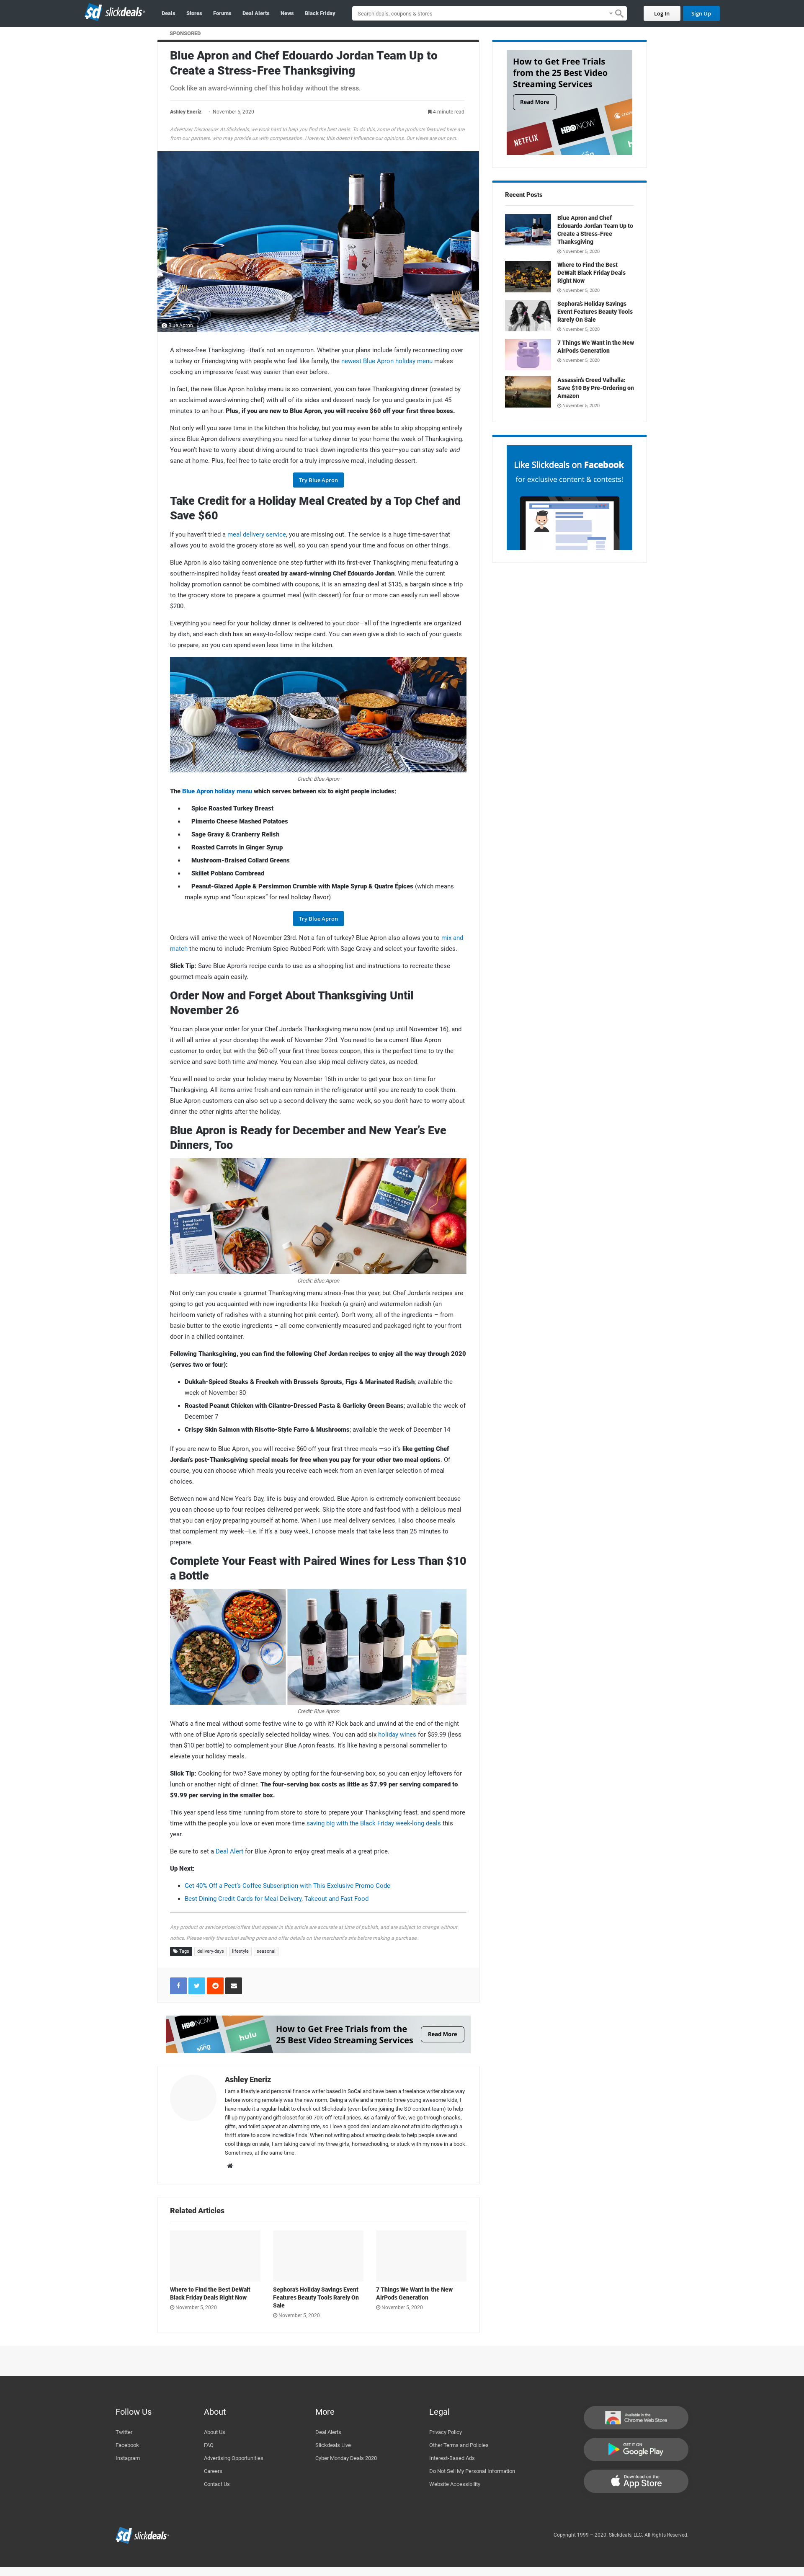 slickdeals
Deals
Stores
Forums
Deal Alerts
News
Black Friday
Search deals, coupons & stores
Log In
Sign Up
SPONSORED
Blue Apron and Chef Edouardo Jordan Team Up to
Create a Stress-Free Thanksgiving
Cook like an award-winning chef this holiday without the stress.
Ashley Eneriz · November 5, 2020
4 minute read
Advertiser Disclosure: At Slickdeals, we work hard to help you find the best deals. To do this, some of the products featured here are
from our partners, who may provide us with compensation. However, this doesn't influence our opinions. Our views are our own.
Blue Apron
A stress-free Thanksgiving—that's not an oxymoron. Whether your plans include family reconnecting over
a turkey or Friendsgiving with people who feel like family, the newest Blue Apron holiday menu makes
cooking an impressive feast way easier than ever before.
In fact, the new Blue Apron holiday menu is so convenient, you can have Thanksgiving dinner (created by
an acclaimed award-winning chef) with all of its sides and dessert ready for you and guests in just 45
minutes to an hour. Plus, if you are new to Blue Apron, you will receive $60 off your first three boxes.
Not only will you save time in the kitchen this holiday, but you may even be able to skip shopping entirely
since Blue Apron delivers everything you need for a turkey dinner to your home the week of Thanksgiving.
You won't have to worry about driving around to track down ingredients this year—you can stay safe and
sane at home. Plus, feel free to take credit for a truly impressive meal, including dessert.
Try Blue Apron
Take Credit for a Holiday Meal Created by a Top Chef and
Save $60
If you haven't tried a meal delivery service, you are missing out. The service is a huge time-saver that
allows you to avoid the grocery store as well, so you can spend your time and focus on other things.
Blue Apron is also taking convenience one step further with its first-ever Thanksgiving menu featuring a
southern-inspired holiday feast created by award-winning Chef Edouardo Jordan. While the current
holiday promotion cannot be combined with coupons, it is an amazing deal at $135, a bargain since a trip
to the grocery store to prepare a gourmet meal (with dessert) for four or more can easily run well above
$200.
Everything you need for your holiday dinner is delivered to your door—all of the ingredients are organized
by dish, and each dish has an easy-to-follow recipe card. You can even give a dish to each of your guests
to prepare, so you can spend even less time in the kitchen.
Credit: Blue Apron
The Blue Apron holiday menu which serves between six to eight people includes:
• Spice Roasted Turkey Breast
• Pimento Cheese Mashed Potatoes
• Sage Gravy & Cranberry Relish
• Roasted Carrots in Ginger Syrup
• Mushroom-Braised Collard Greens
• Skillet Poblano Cornbread
• Peanut-Glazed Apple & Persimmon Crumble with Maple Syrup & Quatre Épices (which means
maple syrup and "four spices" for real holiday flavor)
Try Blue Apron
Orders will arrive the week of November 23rd. Not a fan of turkey? Blue Apron also allows you to mix and
match the menu to include Premium Spice-Rubbed Pork with Sage Gravy and select your favorite sides.
Slick Tip: Save Blue Apron's recipe cards to use as a shopping list and instructions to recreate these
gourmet meals again easily.
Order Now and Forget About Thanksgiving Until
November 26
You can place your order for your Chef Jordan's Thanksgiving menu now (and up until November 16), and
it will all arrive at your doorstep the week of November 23rd. You need to be a current Blue Apron
customer to order, but with the $60 off your first three boxes coupon, this is the perfect time to try the
service and save both time and money. You can also skip meal delivery dates, as needed.
You will need to order your holiday menu by November 16th in order to get your box on time for
Thanksgiving. All items arrive fresh and can remain in the refrigerator until you are ready to cook them.
Blue Apron customers can also set up a second delivery the same week, so you don't have to worry about
dinner the other nights after the holiday.
Blue Apron is Ready for December and New Year's Eve
Dinners, Too
Credit: Blue Apron
Not only can you create a gourmet Thanksgiving menu stress-free this year, but Chef Jordan's recipes are
going to get you acquainted with new ingredients like freekeh (a grain) and watermelon radish (an
heirloom variety of radishes with a stunning hot pink center). Don't worry, all of the ingredients – from
basic butter to the exotic ingredients – all come conveniently measured and packaged right to your front
door in a chilled container.
Following Thanksgiving, you can find the following Chef Jordan recipes to enjoy all the way through 2020
(serves two or four):
• Dukkah-Spiced Steaks & Freekeh with Brussels Sprouts, Figs & Marinated Radish; available the
week of November 30
• Roasted Peanut Chicken with Cilantro-Dressed Pasta & Garlicky Green Beans, available the week of
December 7
• Crispy Skin Salmon with Risotto-Style Farro & Mushrooms; available the week of December 14
If you are new to Blue Apron, you will receive $60 off your first three meals —so it's like getting Chef
Jordan's post-Thanksgiving special meals for free when you pay for your other two meal options. Of
course, you can choose which meals you receive each week from an even larger selection of meal
choices.
Between now and New Year's Day, life is busy and crowded. Blue Apron is extremely convenient because
you can choose up to four recipes delivered per week. Skip the store and fast-food with a delicious meal
that you can enjoy preparing yourself at home. When I use meal delivery services, I also choose meals
that complement my week—i.e. if it's a busy week, I choose meals that take less than 25 minutes to
prepare.
Complete Your Feast with Paired Wines for Less Than $10
a Bottle
Credit: Blue Apron
What's a fine meal without some festive wine to go with it? Kick back and unwind at the end of the night
with one of Blue Apron's specially selected holiday wines. You can add six holiday wines for $59.99 (less
than $10 per bottle) to complement your Blue Apron feasts. It's like having a personal sommelier to
elevate your holiday meals.
Slick Tip: Cooking for two? Save money by opting for the four-serving box, so you can enjoy leftovers for
lunch or another night of dinner. The four-serving box costs as little as $7.99 per serving compared to
$9.99 per serving in the smaller box.
This year spend less time running from store to store to prepare your Thanksgiving feast, and spend more
time with the people you love or even more time saving big with the Black Friday week-long deals this
year.
Be sure to set a Deal Alert for Blue Apron to enjoy great meals at a great price.
Up Next:
• Get 40% Off a Peet's Coffee Subscription with This Exclusive Promo Code
• Best Dining Credit Cards for Meal Delivery, Takeout and Fast Food
Any product or service prices/offers that appear in this article are accurate at time of publish, and are subject to change without
notice. Please verify the actual selling price and offer details on the merchant's site before making a purchase.
Tags
delivery-days
lifestyle
seasonal
HBO NOW
hulu
sling
How to Get Free Trials from the
25 Best Video Streaming Services
Read More
Ashley Eneriz
I am a lifestyle and personal finance writer based in SoCal and have been a freelance writer since way
before working remotely was the new norm. Being a wife and a mom to three young awesome kids, I
have made it a regular habit to check out Slickdeals (even before joining the SD content team) to help
fill up my pantry and gift closet for 50-70% off retail prices. As a family of five, we go through snacks,
gifts, and toilet paper at an alarming rate, so I love a good deal and am also not afraid to dig through a
thrift store to score incredible finds. When not writing about amazing deals to help people save and
cool things on sale, I am taking care of my three girls, homeschooling, or stuck with my nose in a book.
Sometimes, at the same time.
Related Articles
Where to Find the Best DeWalt
Black Friday Deals Right Now
November 5, 2020
Sephora's Holiday Savings Event
Features Beauty Tools Rarely On
Sale
November 5, 2020
7 Things We Want in the New
AirPods Generation
November 5, 2020
How to Get Free Trials
from the 25 Best Video
Streaming Services
Read More
NETFLIX
HBO NOW
hulu
sling
Recent Posts
Blue Apron and Chef
Edouardo Jordan Team Up to
Create a Stress-Free
Thanksgiving
November 5, 2020
Where to Find the Best
DeWalt Black Friday Deals
Right Now
November 5, 2020
Sephora's Holiday Savings
Event Features Beauty Tools
Rarely On Sale
November 5, 2020
7 Things We Want in the New
AirPods Generation
November 5, 2020
Assassin's Creed Valhalla:
Save $10 By Pre-Ordering on
Amazon
November 5, 2020
Like Slickdeals on Facebook
for exclusive content & contests!
Follow Us
Twitter
Facebook
Instagram
About
About Us
FAQ
Advertising Opportunities
Careers
Contact Us
More
Deal Alerts
Slickdeals Live
Cyber Monday Deals 2020
Legal
Privacy Policy
Other Terms and Policies
Interest-Based Ads
Do Not Sell My Personal Information
Website Accessibility
Available in the
Chrome Web Store
GET IT ON
Google Play
Download on the
App Store
slickdeals
Copyright 1999 — 2020. Slickdeals, LLC. All Rights Reserved.